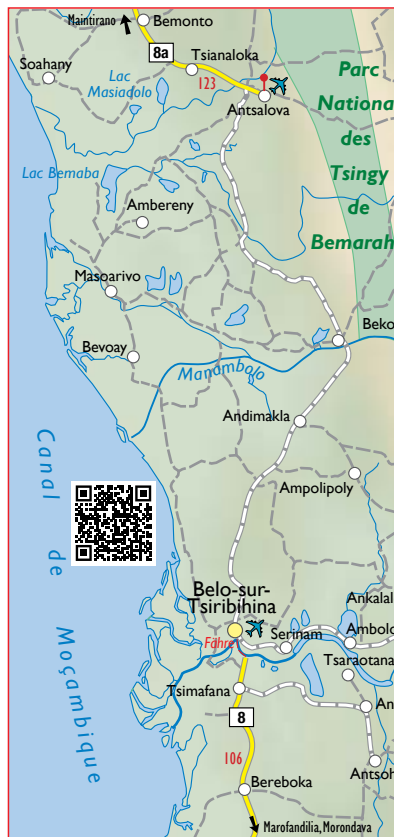 Maintirano
Bemonto
8a
Tsianaloka
Soahany
Lac
Masiadolo
123
Antsalova
Parc
Nationa
des
Tsingy
de
Bemarah
Lac Bemaba
Ambereny
Masoarivo
Beko
Bevoay
Manambolo
Andimakla
Ampolipoly
Canal de Moçambique
Belo-sur-
Tsiribihina
Ankalal
Fähre
Serinam
Ambolo
Tsaraotana
Tsimafana
An
8
106
Antsoh
Bereboka
Marofandilia, Morondava